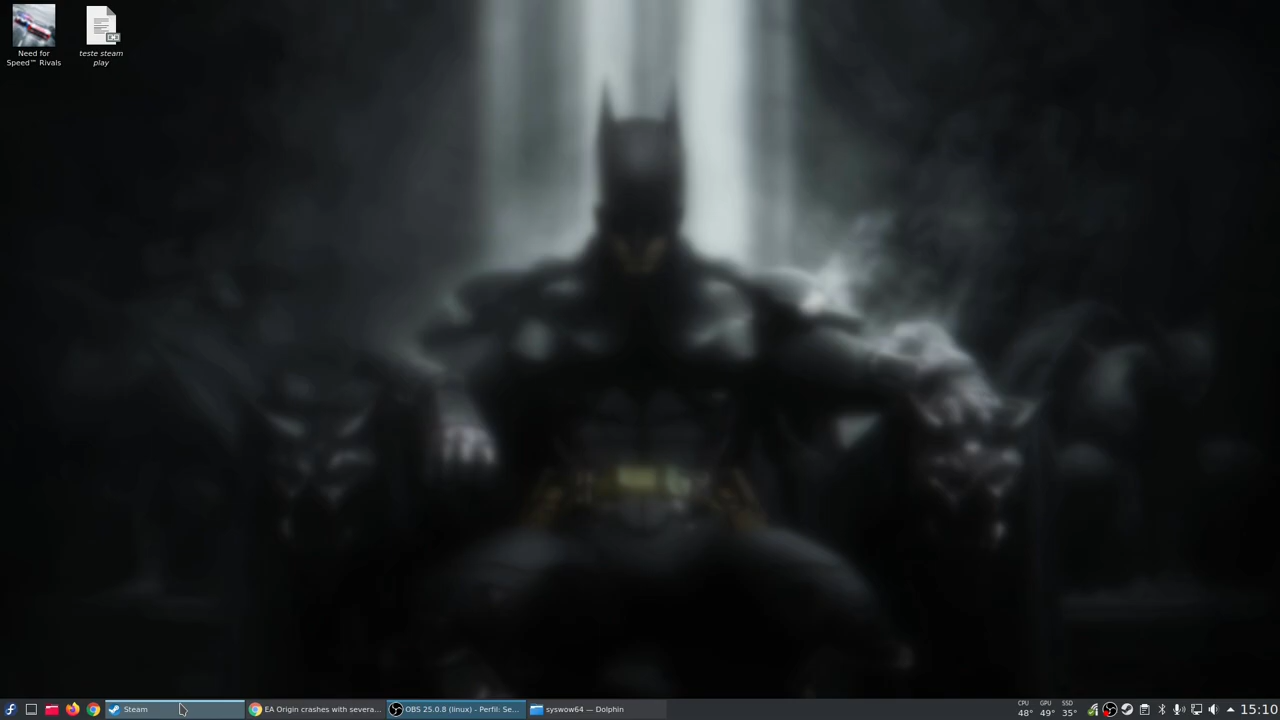 Need for
Speed™ Rivals
teste steam
play
Steam
EA Origin crashes with severa...
OBS 25.0.8 (linux) - Perfil: Se...
syswow64 — Dolphin
CPU
48°
GPU
49°
SSD
35°
15:10